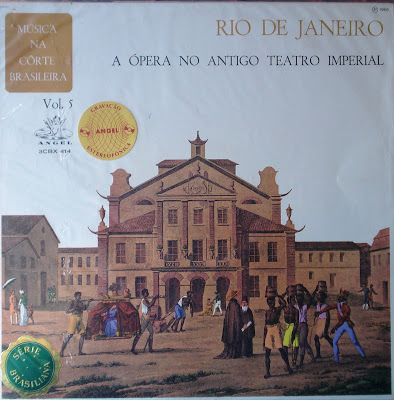 RIO DE JANEIRO
MÚSICA
NA
CÔRTE
BRASILEIRA
A ÓPERA NO ANTIGO TEATRO IMPERIAL
Vol. 5
ANGEL
3CBX 414
GRAVAÇÃO
ANGEL
ESTEREOFONICA
SÉRIE
BRASILIANA